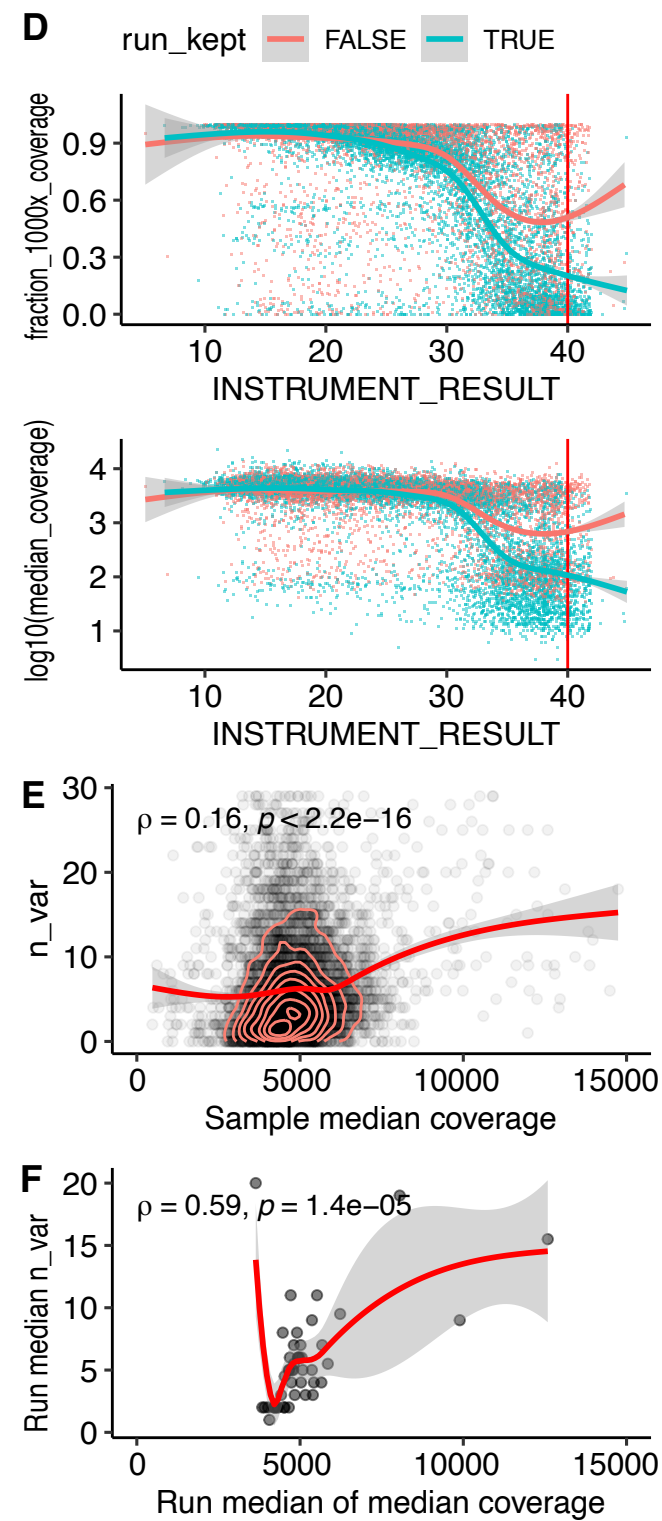 D
run_kept FALSE TRUE
fraction_1000x_coverage
0.9
0.6
0.3
0.0
10 20 30 40
INSTRUMENT_RESULT
log10(median_coverage)
4
3
2
1
10 20 30 40
INSTRUMENT_RESULT
E
ρ = 0.16, p < 2.2e−16
n_var
30
20
10
0
0 5000 10000 15000
Sample median coverage
F
ρ = 0.59, p = 1.4e−05
Run median n_var
20
15
10
5
0
0 5000 10000 15000
Run median of median coverage